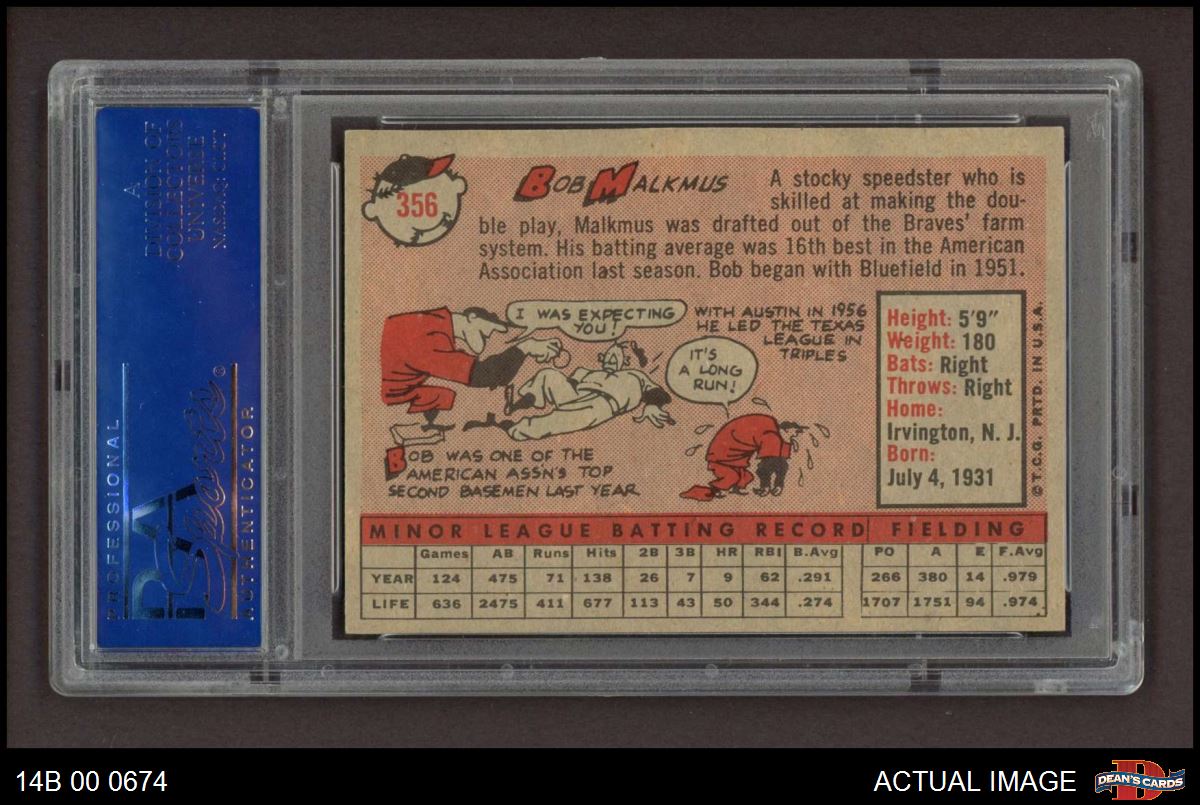 A
DIVISION OF
COLLECTORS
UNIVERSE
NASDAQ: CLCT
PROFESSIONAL
PSA
Sports®
AUTHENTICATOR
356
BOB MALKMUS
A stocky speedster who is
skilled at making the dou-
ble play, Malkmus was drafted out of the Braves' farm
system. His batting average was 16th best in the American
Association last season. Bob began with Bluefield in 1951.
I WAS EXPECTING
YOU!
WITH AUSTIN IN 1956
HE LED THE TEXAS
LEAGUE IN
TRIPLES
IT'S
A LONG
RUN!
BOB WAS ONE OF THE
AMERICAN ASSN'S TOP
SECOND BASEMEN LAST YEAR
Height: 5'9"
Weight: 180
Bats: Right
Throws: Right
Home:
Irvington, N. J.
Born:
July 4, 1931
© T.C.G. PRTD. IN U.S.A.
MINOR LEAGUE BATTING RECORD FIELDING
Games AB Runs Hits 2B 3B HR RBI B.Avg PO A E F.Avg
YEAR 124 475 71 138 26 7 9 62 .291 266 380 14 .979
LIFE 636 2475 411 677 113 43 50 344 .274 1707 1751 94 .974
14B 00 0674
ACTUAL IMAGE
D
DEAN'S CARDS